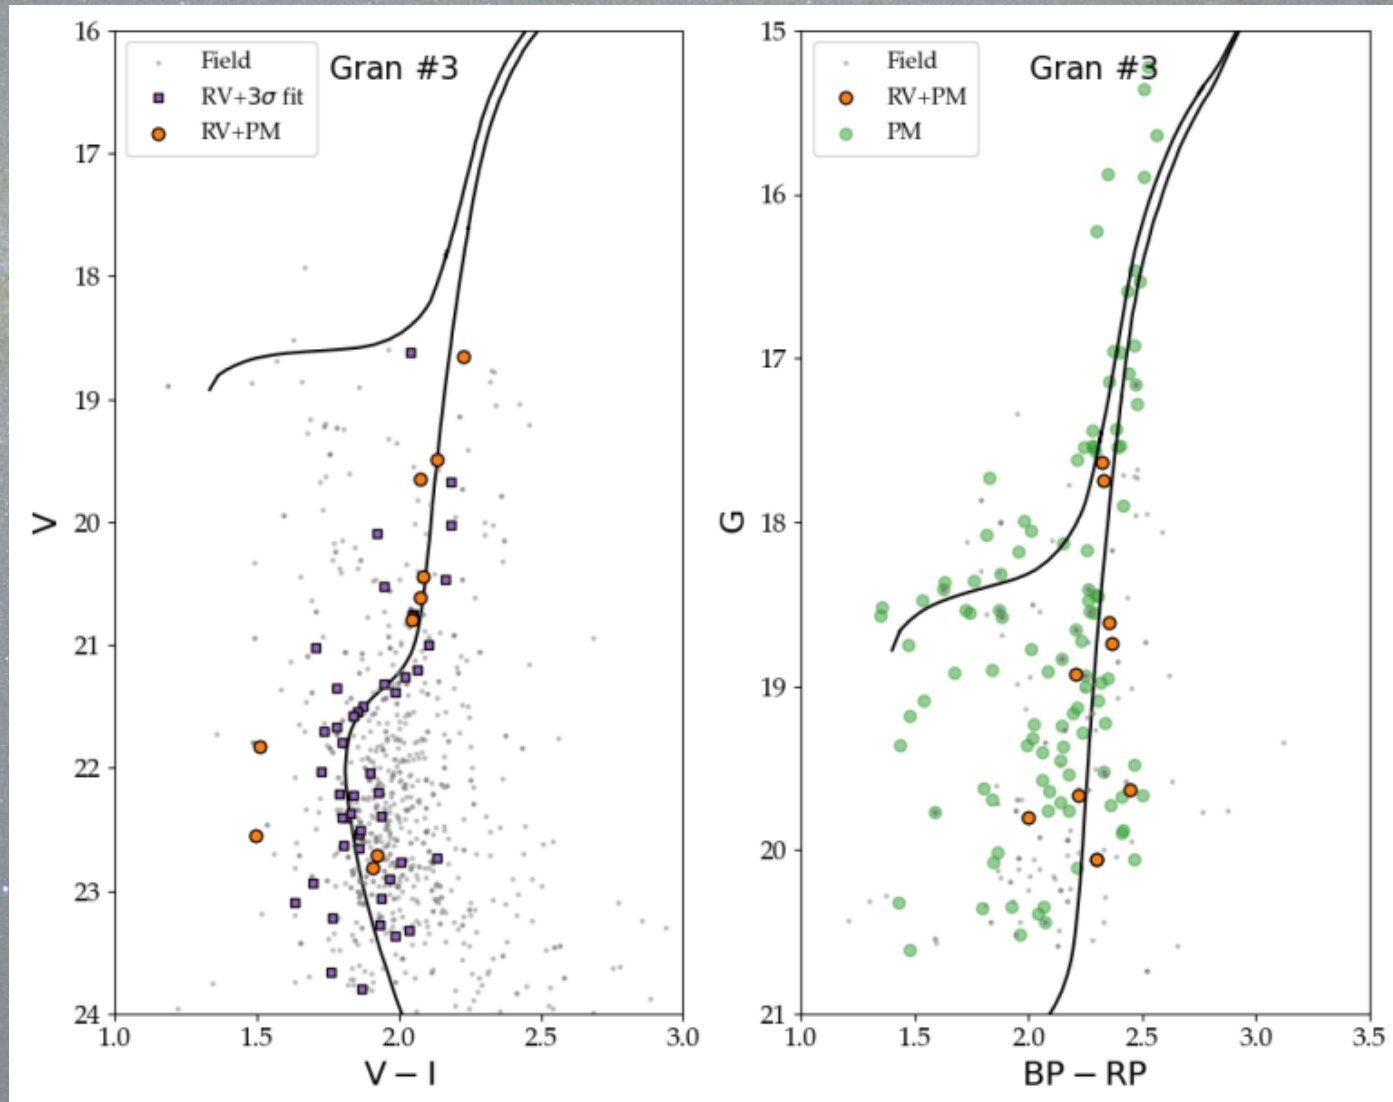 Gran #3
Field
RV+3σ fit
RV+PM
16
17
18
19
20
21
22
23
24
V
1.0 1.5 2.0 2.5 3.0
V − I
Gran #3
Field
RV+PM
PM
15
16
17
18
19
20
21
G
1.0 1.5 2.0 2.5 3.0 3.5
BP − RP